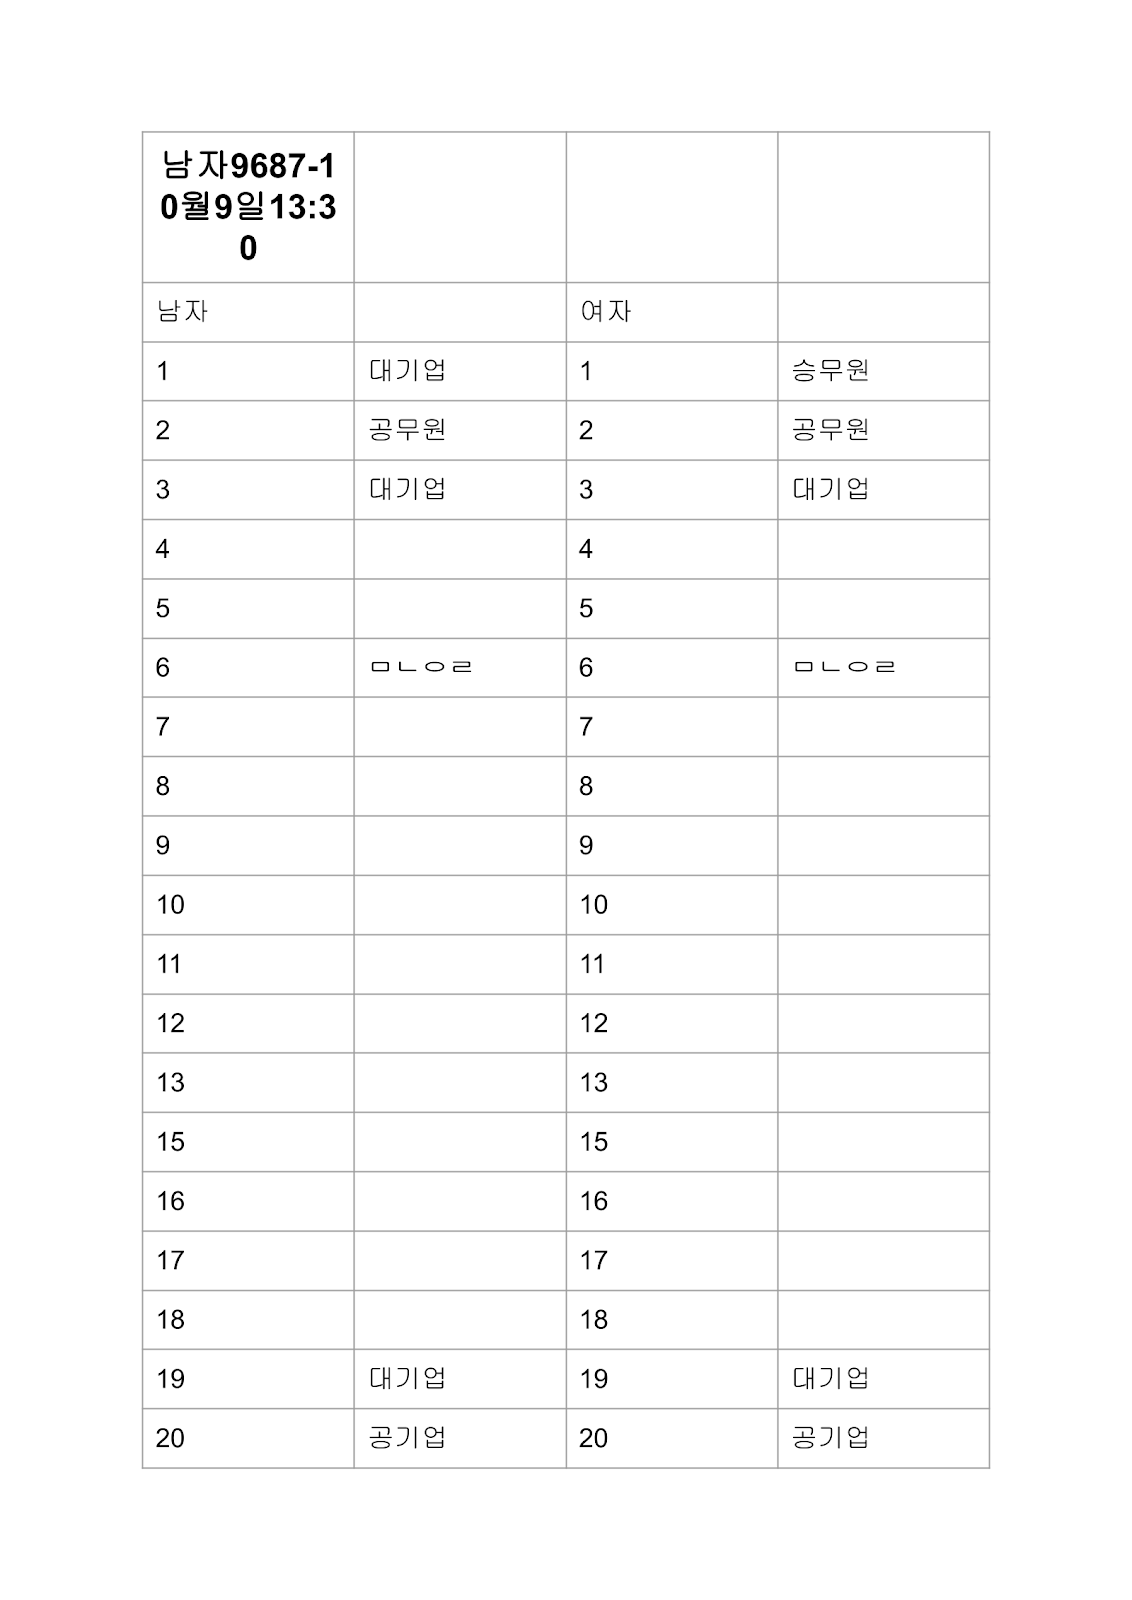 남자9687-1
0월9일13:3
0
남자 여자
1 대기업 1 승무원
2 공무원 2 공무원
3 대기업 3 대기업
4 4
5 5
6 ㅁㄴㅇㄹ 6 ㅁㄴㅇㄹ
7 7
8 8
9 9
10 10
11 11
12 12
13 13
15 15
16 16
17 17
18 18
19 대기업 19 대기업
20 공기업 20 공기업